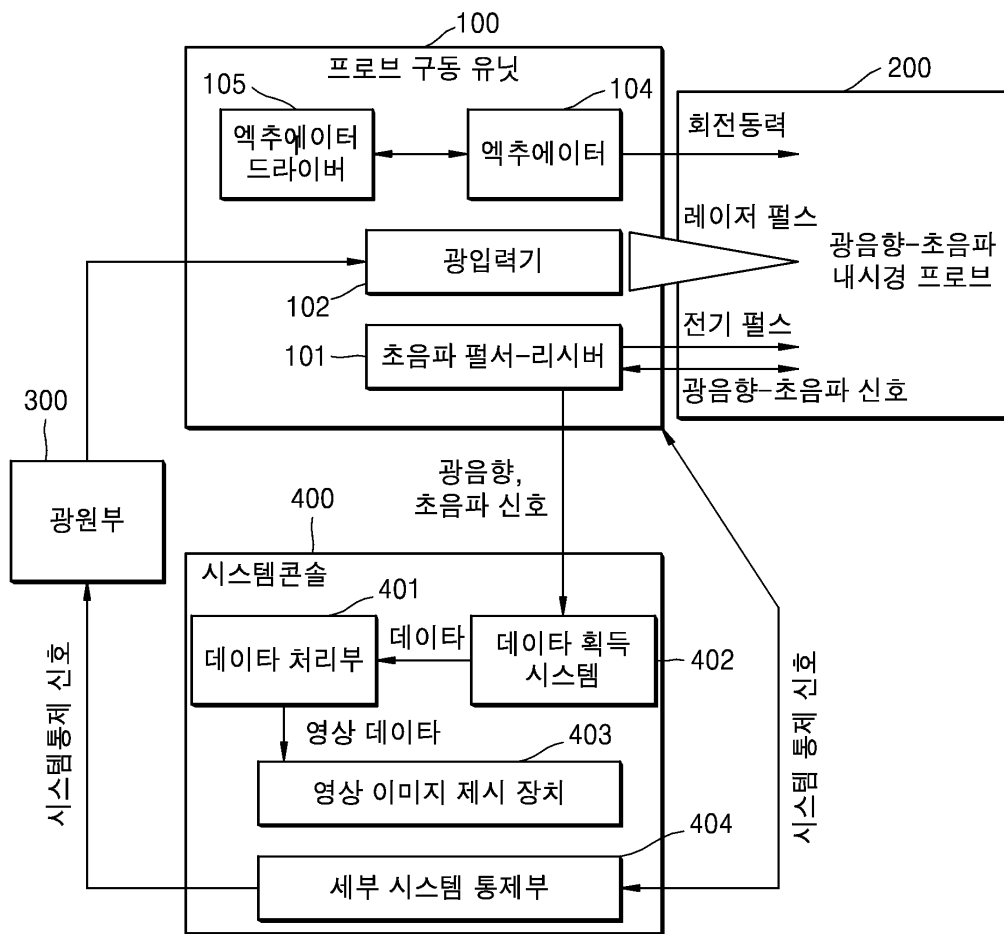 100
프로브 구동 유닛
105
엑추에이터
드라이버
104
엑추에이터
200
회전동력
레이저 펄스
광입력기
102
광음향-초음파
내시경 프로브
전기 펄스
101
초음파 펄서-리시버
광음향-초음파 신호
300
광원부
광음향,
초음파 신호
400
시스템콘솔
401
데이타 처리부
데이타
데이타 획득
시스템
402
영상 데이타
403
영상 이미지 제시 장치
404
세부 시스템 통제부
시스템통제 신호
시스템 통제 신호